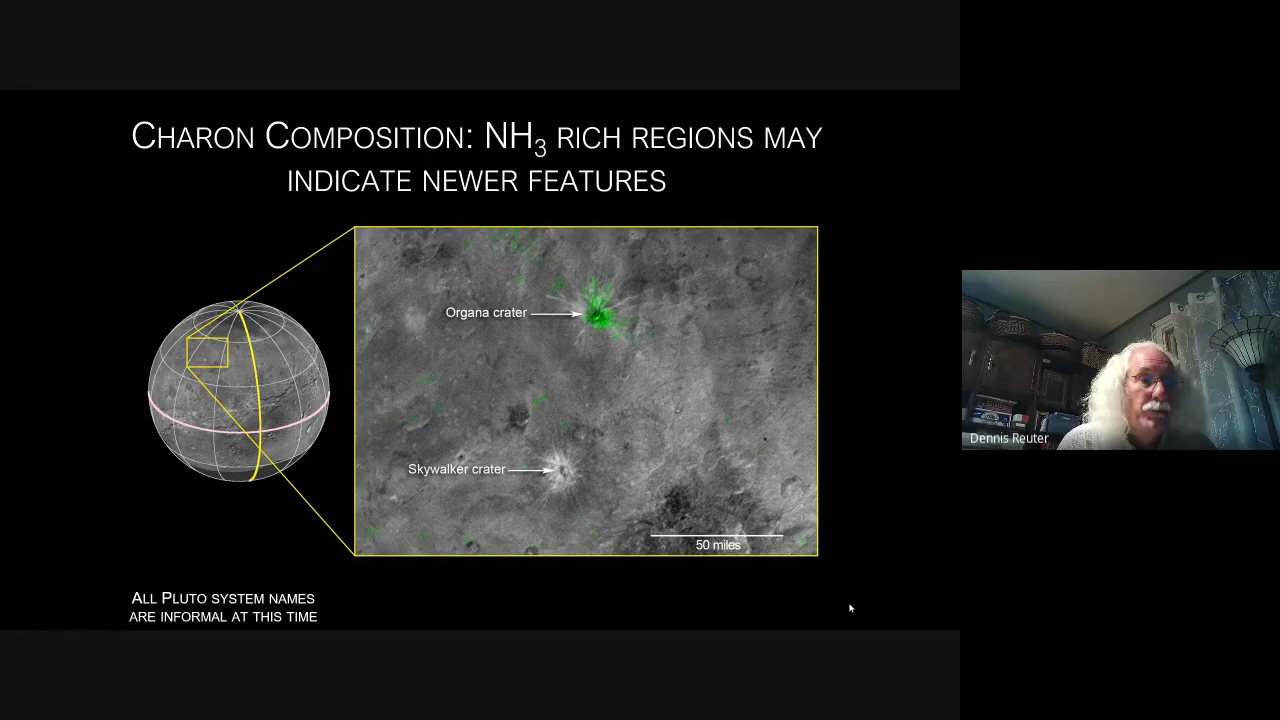 CHARON COMPOSITION: NH3 RICH REGIONS MAY
INDICATE NEWER FEATURES
Organa crater
Skywalker crater
50 miles
ALL PLUTO SYSTEM NAMES
ARE INFORMAL AT THIS TIME
Dennis Reuter